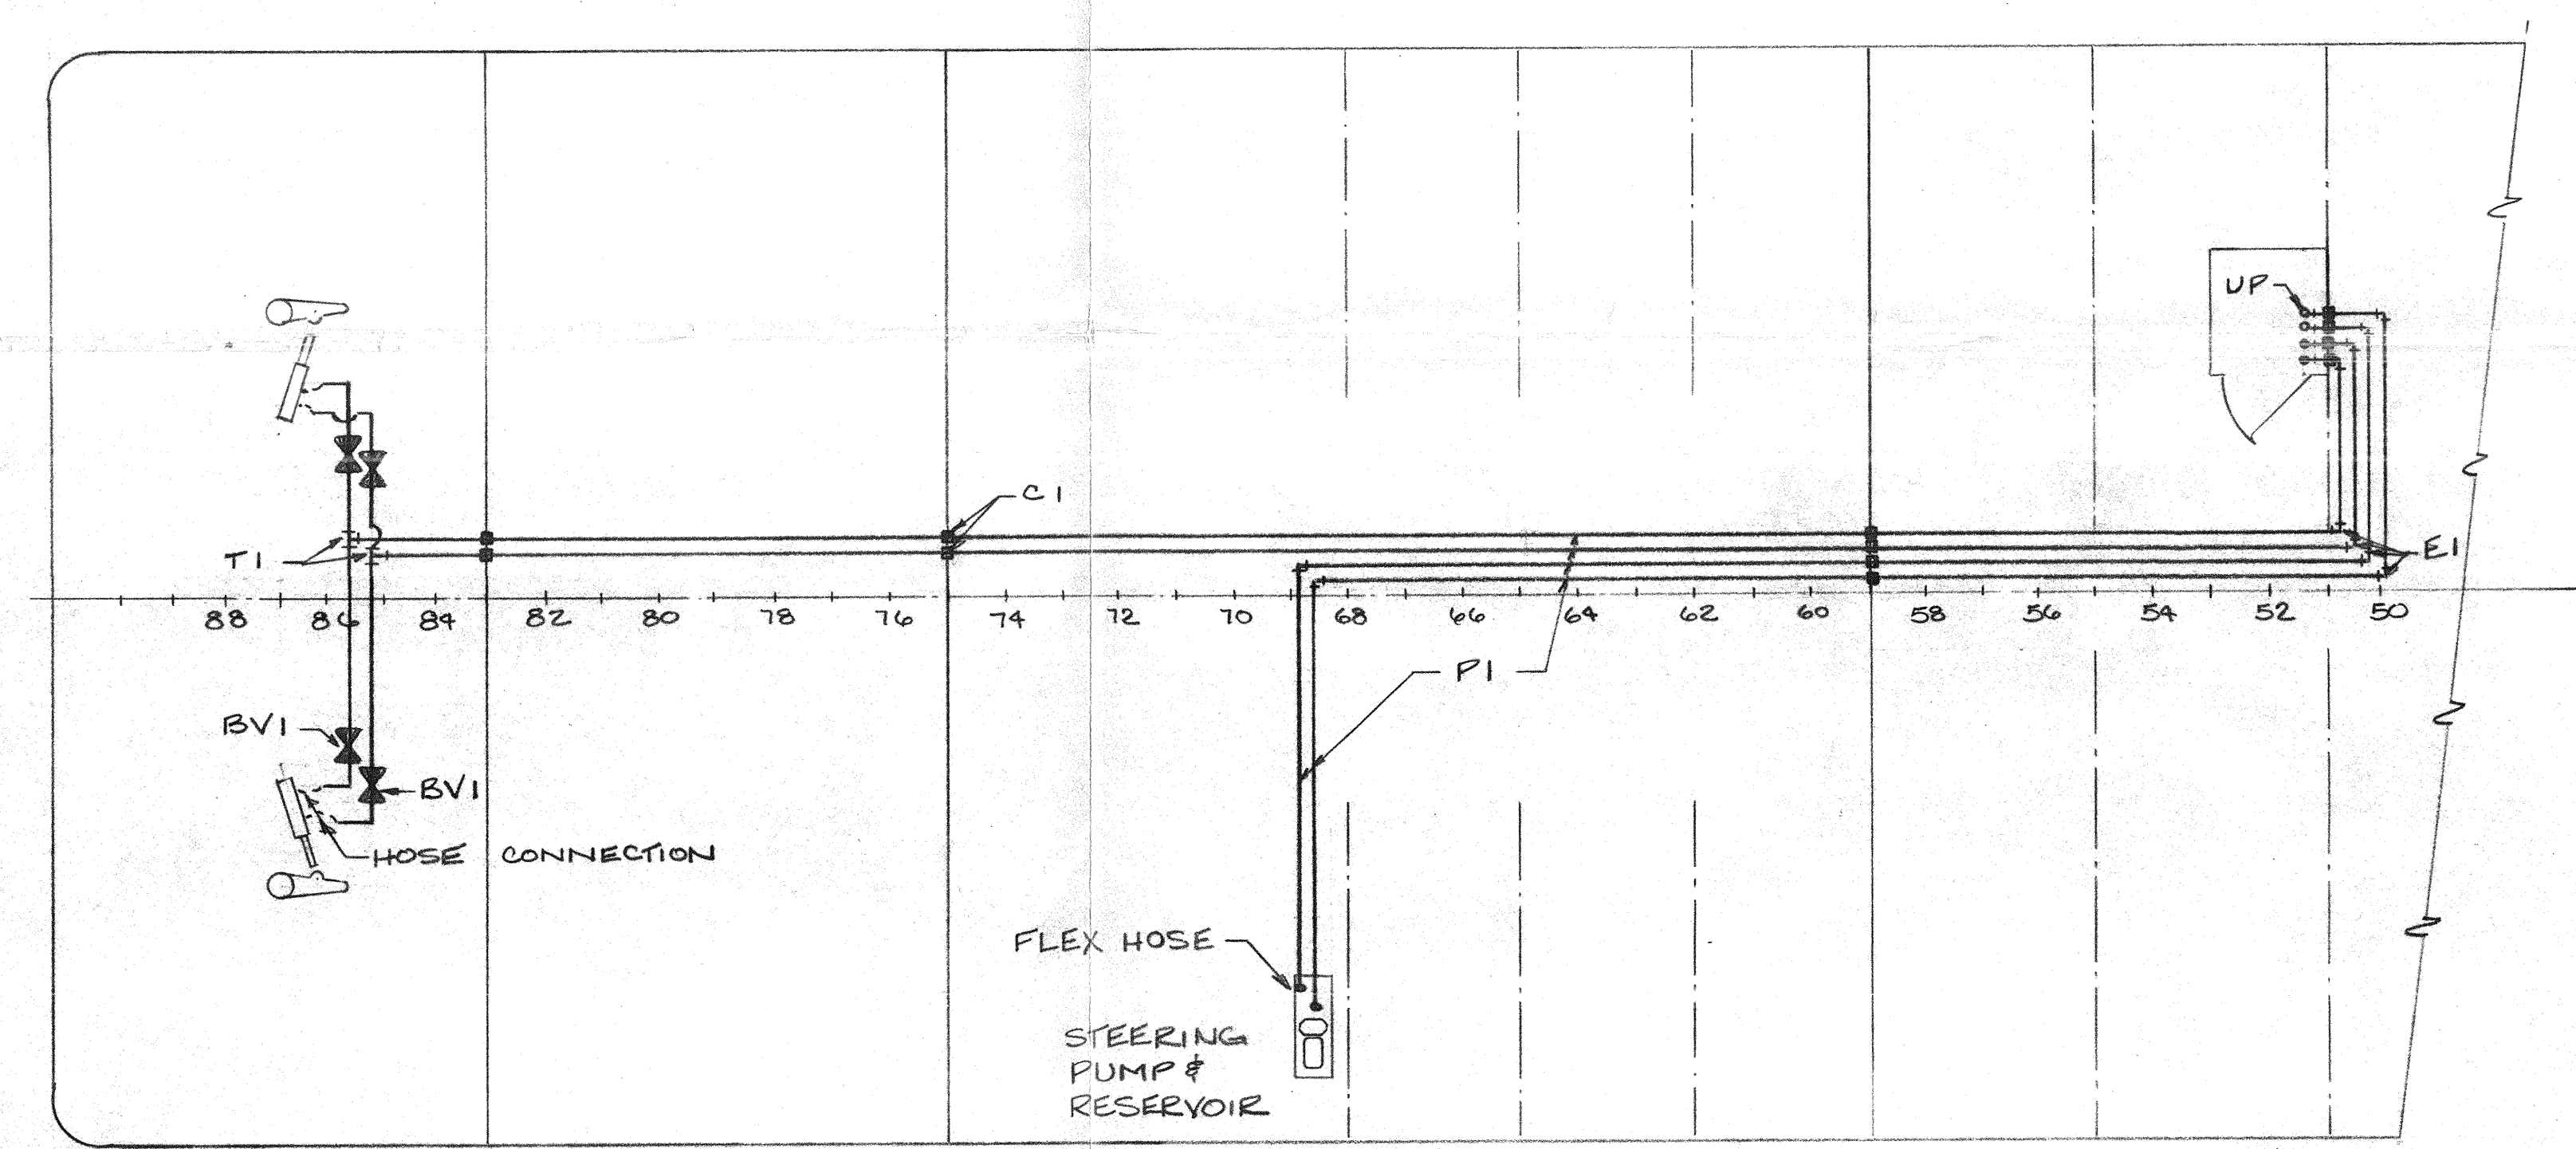 UP
C1
T1
E1
88 86 84 82 80 78 76 74 72 70 68 66 64 62 60 58 56 54 52 50
P1
BV1
BV1
HOSE CONNECTION
FLEX HOSE
STEERING
PUMP &
RESERVOIR